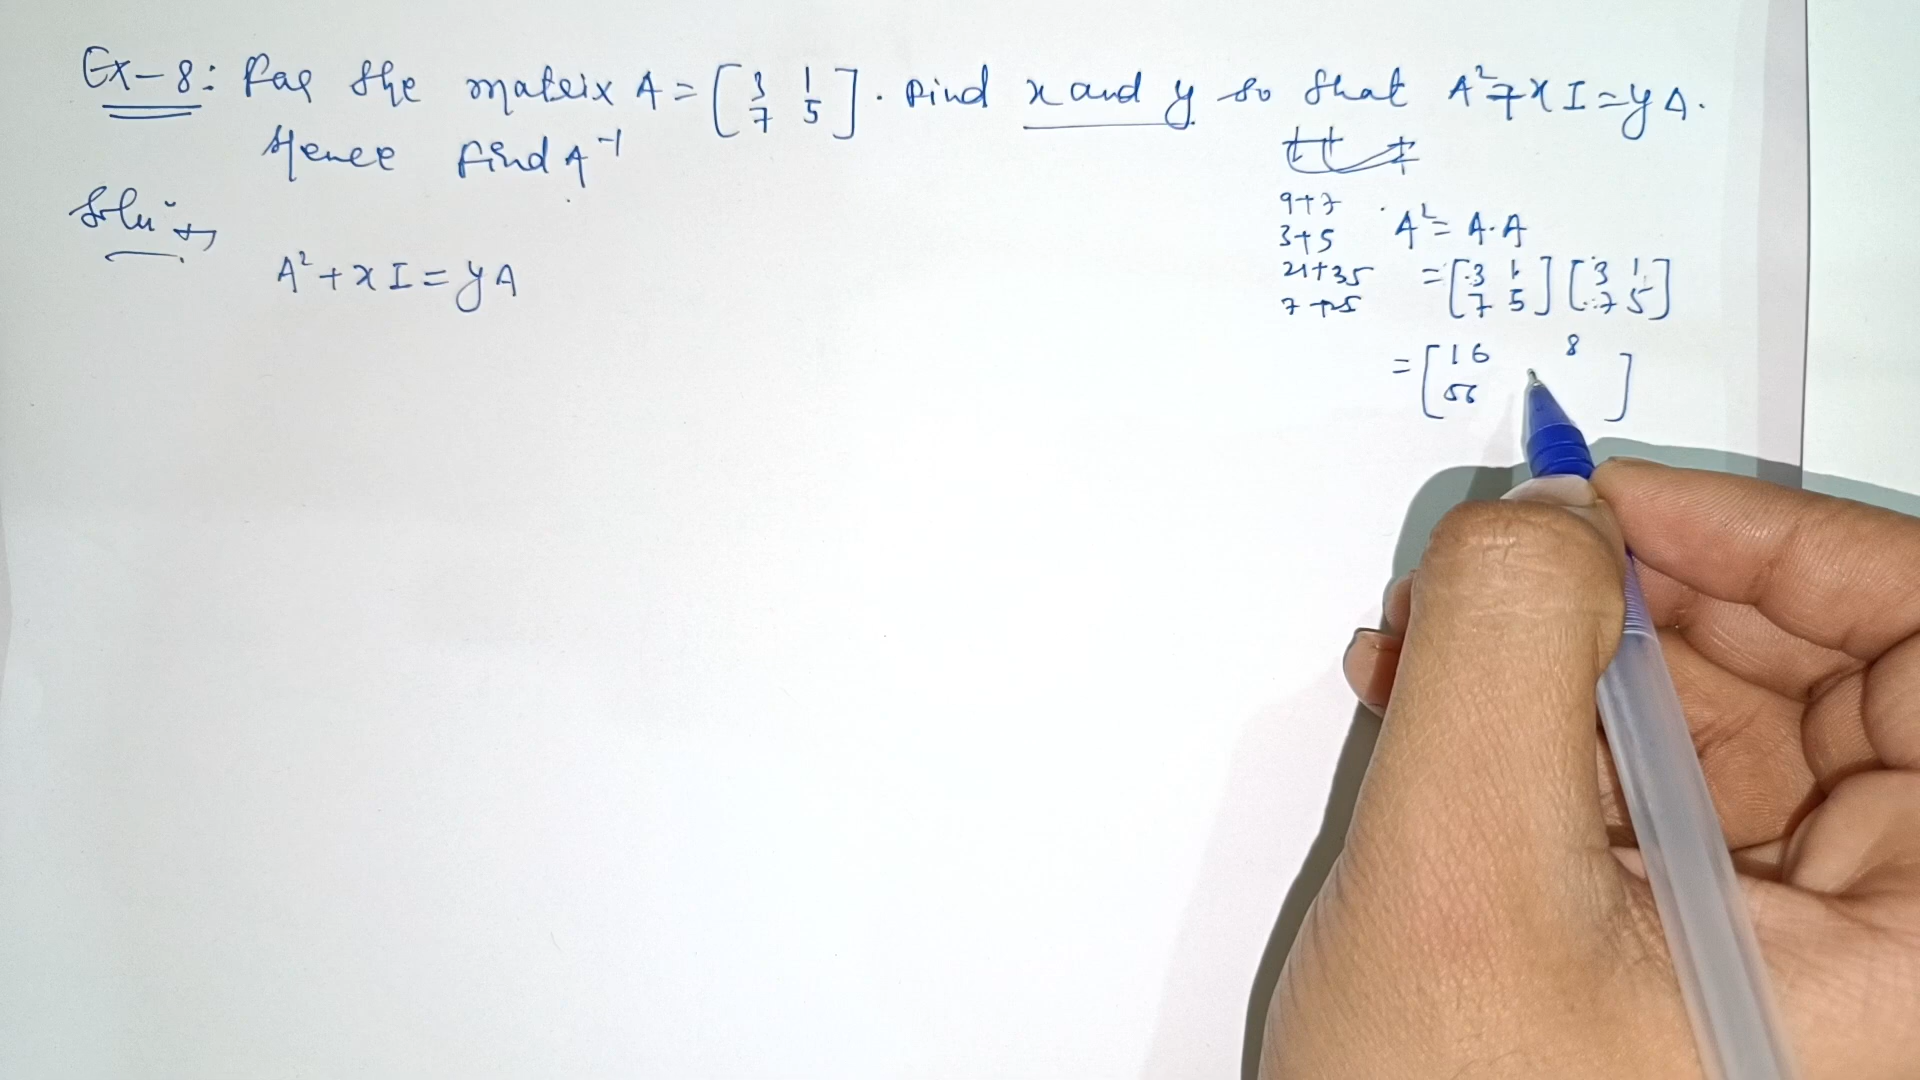 Ex-8: For the matrix A = [3 1 7 5]. Find x and y so that A²+xI=yA.
Hence find A⁻¹
Solu:→
A²+xI=yA
9+7
3+5
21+35
7+25
A²= A.A
=[3 1 7 5] [3 1 7 5]
=[16 8 56 ]